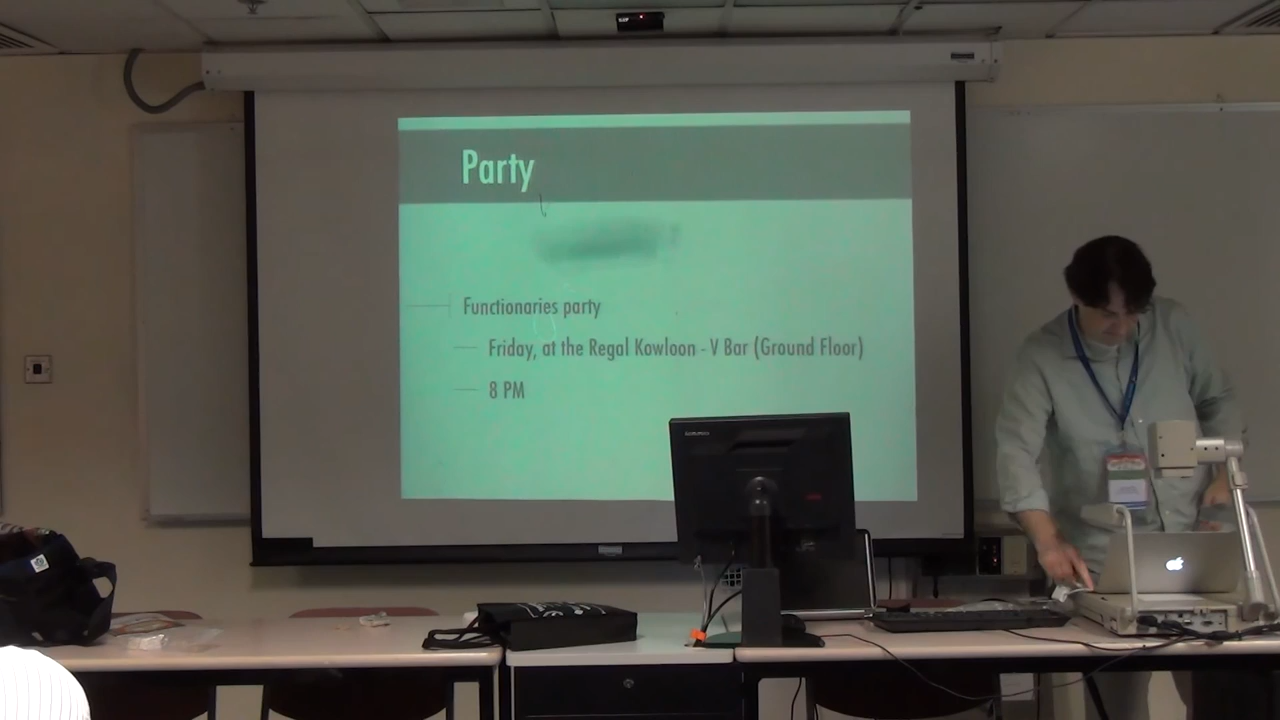 Party
Functionaries party
Friday, at the Regal Kowloon - V Bar (Ground Floor)
8 PM